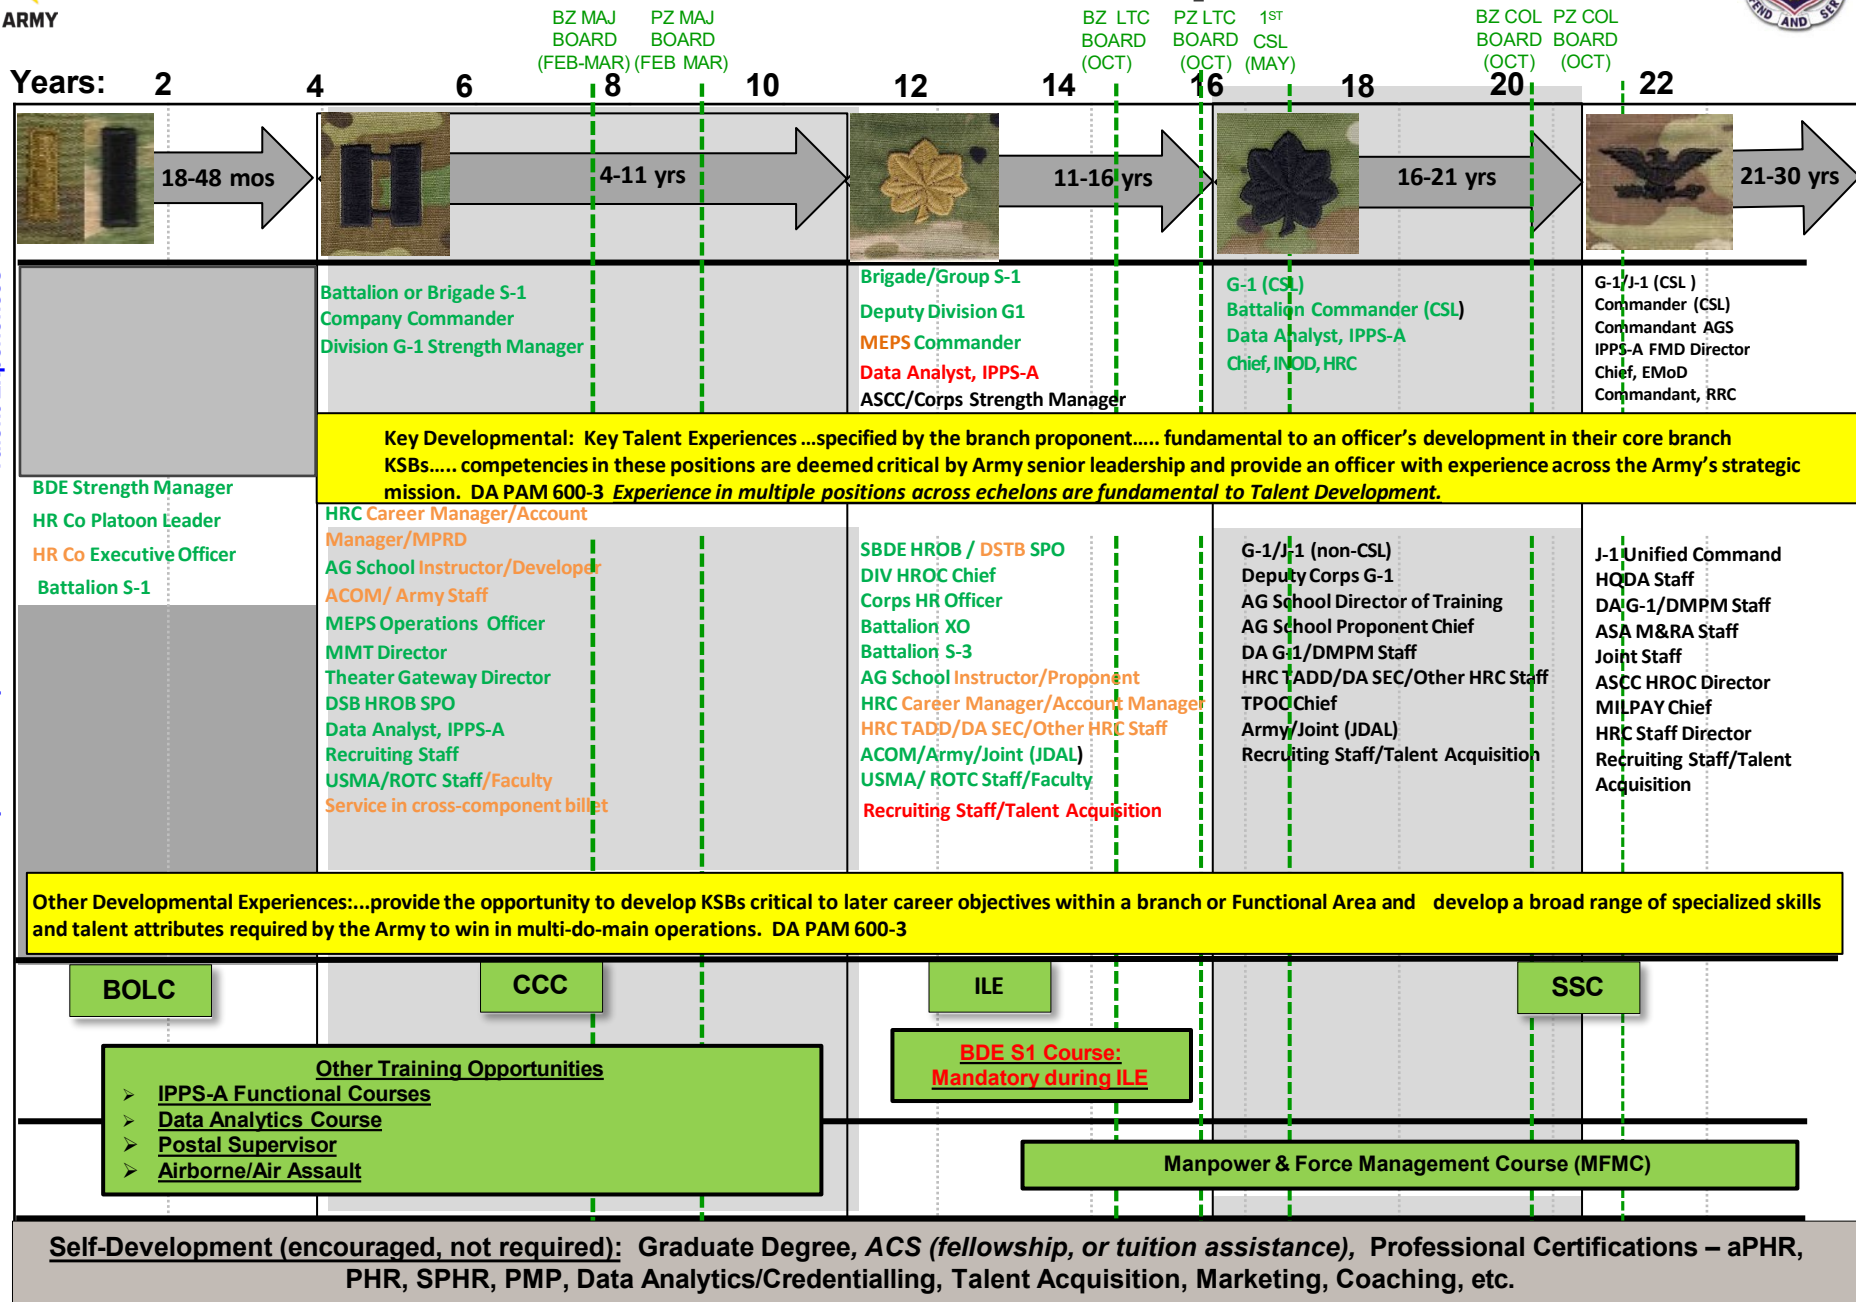 ARMY
BZ MAJ BOARD (FEB-MAR)
PZ MAJ BOARD (FEB MAR)
BZ LTC BOARD (OCT)
PZ LTC BOARD (OCT)
1ST CSL (MAY)
BZ COL BOARD (OCT)
PZ COL BOARD (OCT)
END AND SER
Years: 2 4 6 8 10 12 14 16 18 20 22
18-48 mos
4-11 yrs
11-16 yrs
16-21 yrs
21-30 yrs
Battalion or Brigade S-1
Company Commander
Division G-1 Strength Manager
Brigade/Group S-1
Deputy Division G1
MEPS Commander
Data Analyst, IPPS-A
ASCC/Corps Strength Manager
G-1 (CSL)
Battalion Commander (CSL)
Data Analyst, IPPS-A
Chief, INOD, HRC
G-1/J-1 (CSL )
Commander (CSL)
Commandant AGS
IPPS-A FMD Director
Chief, EMoD
Commandant, RRC
Key Developmental: Key Talent Experiences ...specified by the branch proponent..... fundamental to an officer's development in their core branch
KSBs..... competencies in these positions are deemed critical by Army senior leadership and provide an officer with experience across the Army's strategic
mission. DA PAM 600-3 Experience in multiple positions across echelons are fundamental to Talent Development.
BDE Strength Manager
HR Co Platoon Leader
HR Co Executive Officer
Battalion S-1
HRC Career Manager/Account
Manager/MPRD
AG School Instructor/Developer
ACOM/ Army Staff
MEPS Operations Officer
MMT Director
Theater Gateway Director
DSB HROB SPO
Data Analyst, IPPS-A
Recruiting Staff
USMA/ROTC Staff/Faculty
Service in cross-component billet
SBDE HROB / DSTB SPO
DIV HROC Chief
Corps HR Officer
Battalion XO
Battalion S-3
AG School Instructor/Proponent
HRC Career Manager/Account Manager
HRC TADD/DA SEC/Other HRC Staff
ACOM/Army/Joint (JDAL)
USMA/ ROTC Staff/Faculty
Recruiting Staff/Talent Acquisition
G-1/J-1 (non-CSL)
Deputy Corps G-1
AG School Director of Training
AG School Proponent Chief
DA G-1/DMPM Staff
HRC TADD/DA SEC/Other HRC Staff
TPOC Chief
Army/Joint (JDAL)
Recruiting Staff/Talent Acquisition
J-1 Unified Command
HQDA Staff
DA G-1/DMPM Staff
ASA M&RA Staff
Joint Staff
ASCC HROC Director
MILPAY Chief
HRC Staff Director
Recruiting Staff/Talent
Acquisition
Other Developmental Experiences:...provide the opportunity to develop KSBs critical to later career objectives within a branch or Functional Area and develop a broad range of specialized skills
and talent attributes required by the Army to win in multi-do-main operations. DA PAM 600-3
BOLC
CCC
ILE
SSC
Other Training Opportunities
➢ IPPS-A Functional Courses
➢ Data Analytics Course
➢ Postal Supervisor
➢ Airborne/Air Assault
BDE S1 Course:
Mandatory during ILE
Manpower & Force Management Course (MFMC)
Self-Development (encouraged, not required): Graduate Degree, ACS (fellowship, or tuition assistance), Professional Certifications – aPHR,
PHR, SPHR, PMP, Data Analytics/Credentialling, Talent Acquisition, Marketing, Coaching, etc.